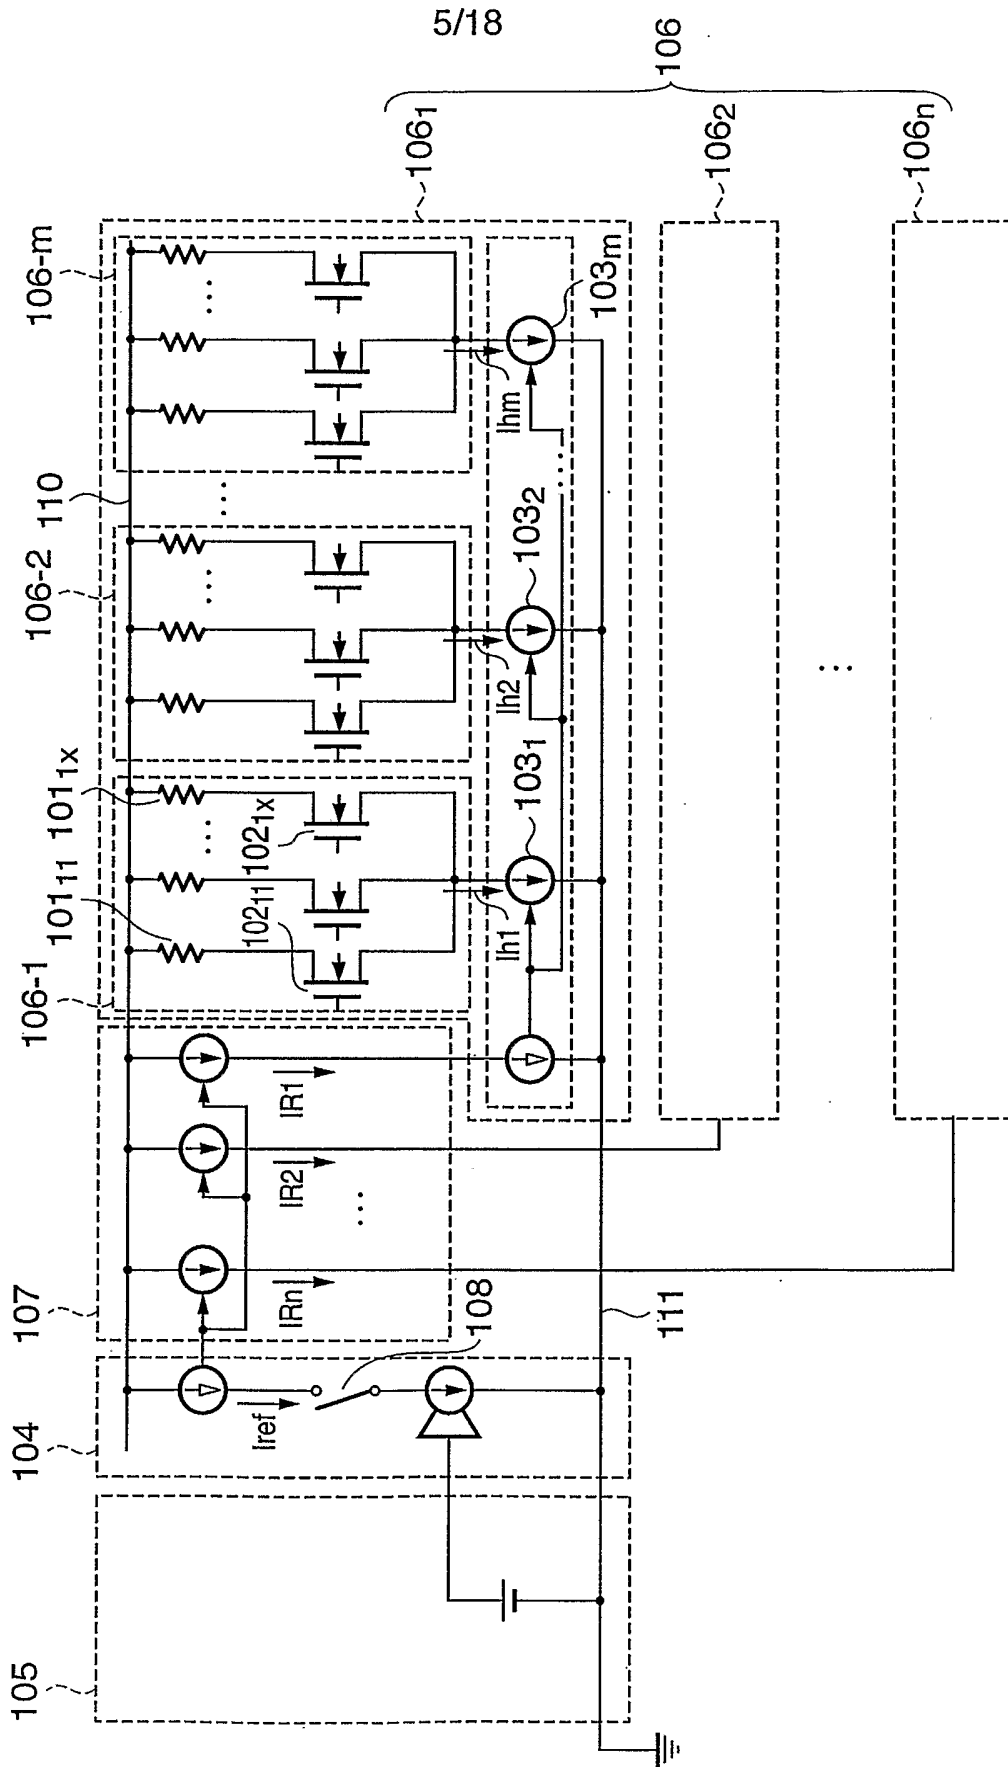 5/18
106
106₁
106₂
106ₙ
106-m
110
106-2
101₁ₓ
101₁₁
106-1
102₁ₓ
102₁₁
103ₘ
103₂
103₁
Ihm
Ih2
Ih1
IR1
IR2
IRn
...
107
108
104
Iref
111
105